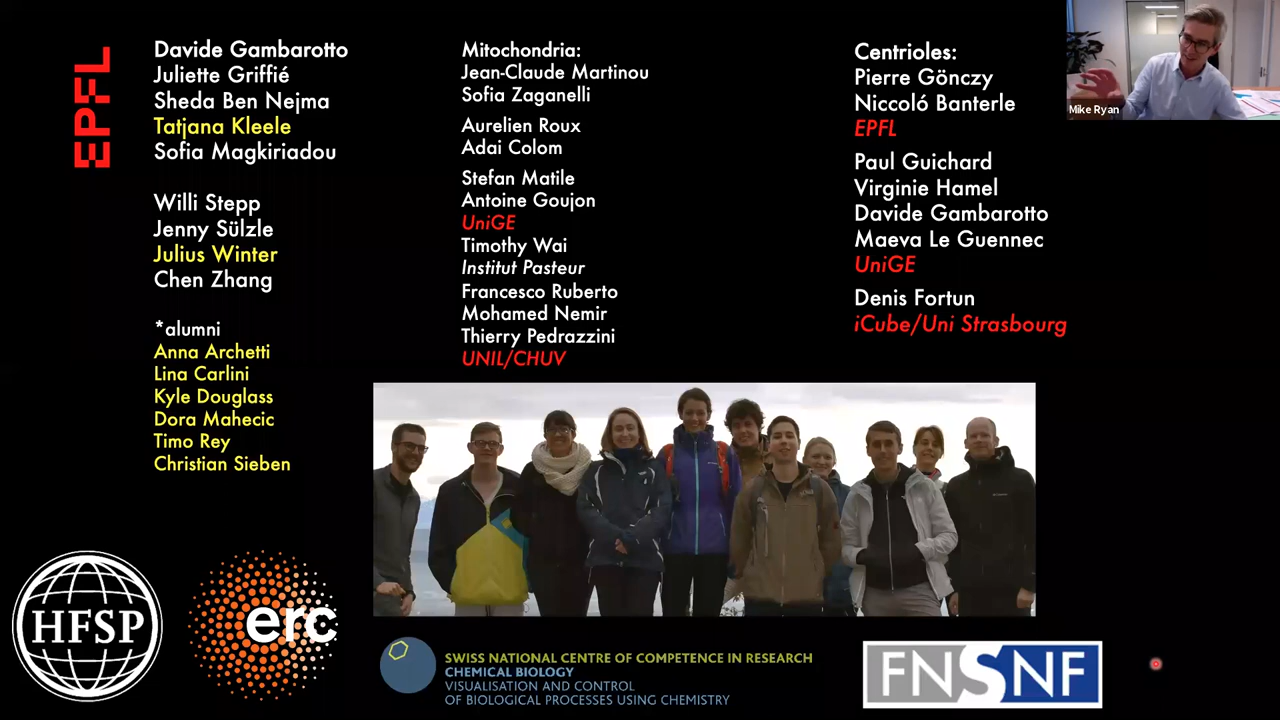 EPFL
Davide Gambarotto
Juliette Griffié
Sheda Ben Nejma
Tatjana Kleele
Sofia Magkiriadou
Willi Stepp
Jenny Sülzle
Julius Winter
Chen Zhang
*alumni
Anna Archetti
Lina Carlini
Kyle Douglass
Dora Mahecic
Timo Rey
Christian Sieben
Mitochondria:
Jean-Claude Martinou
Sofia Zaganelli
Aurelien Roux
Adai Colom
Stefan Matile
Antoine Goujon
UniGE
Timothy Wai
Institut Pasteur
Francesco Ruberto
Mohamed Nemir
Thierry Pedrazzini
UNIL/CHUV
Centrioles:
Pierre Gönczy
Niccoló Banterle
EPFL
Paul Guichard
Virginie Hamel
Davide Gambarotto
Maeva Le Guennec
UniGE
Denis Fortun
iCube/Uni Strasbourg
Mike Ryan
HFSP
erc
SWISS NATIONAL CENTRE OF COMPETENCE IN RESEARCH
CHEMICAL BIOLOGY
VISUALISATION AND CONTROL
OF BIOLOGICAL PROCESSES USING CHEMISTRY
FNSNF